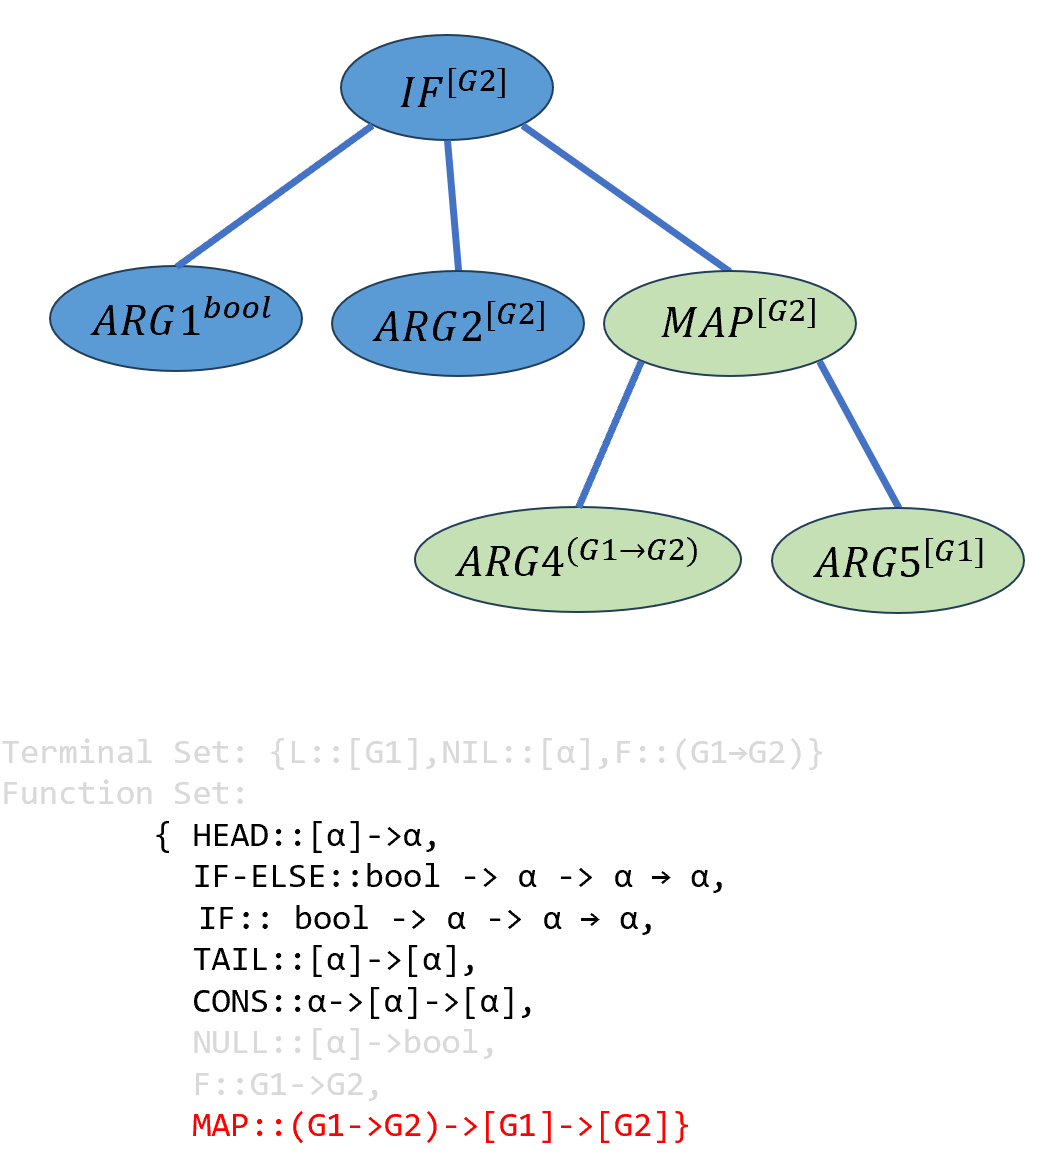 IF^[G2]
ARG1^bool ARG2^[G2] MAP^[G2]
ARG4^(G1→G2) ARG5^[G1]
Terminal Set: {L::[G1],NIL::[α],F::(G1→G2)}
Function Set:
{ HEAD::[α]->α,
IF-ELSE::bool -> α -> α → α,
IF:: bool -> α -> α → α,
TAIL::[α]->[α],
CONS::α->[α]->[α],
NULL::[α]->bool,
F::G1->G2,
MAP::(G1->G2)->[G1]->[G2]}